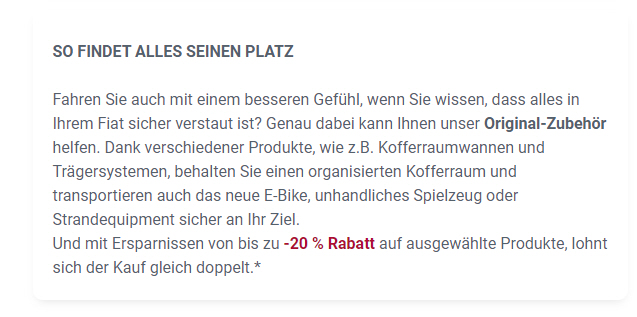 SO FINDET ALLES SEINEN PLATZ
Fahren Sie auch mit einem besseren Gefühl, wenn Sie wissen, dass alles in
Ihrem Fiat sicher verstaut ist? Genau dabei kann Ihnen unser Original-Zubehör
helfen. Dank verschiedener Produkte, wie z.B. Kofferraumwannen und
Trägersystemen, behalten Sie einen organisierten Kofferraum und
transportieren auch das neue E-Bike, unhandliches Spielzeug oder
Strandequipment sicher an Ihr Ziel.
Und mit Ersparnissen von bis zu -20 % Rabatt auf ausgewählte Produkte, lohnt
sich der Kauf gleich doppelt.*